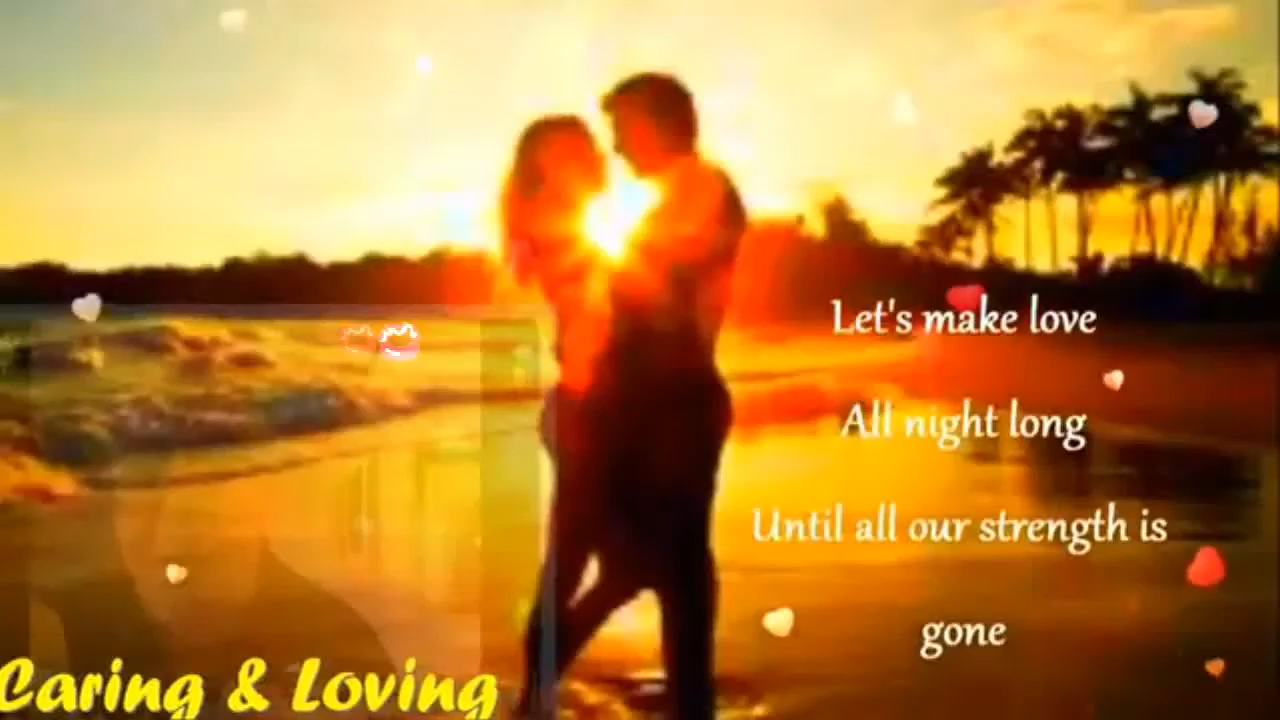 Let's make love
All night long
Until all our strength is
gone
Caring & Loving